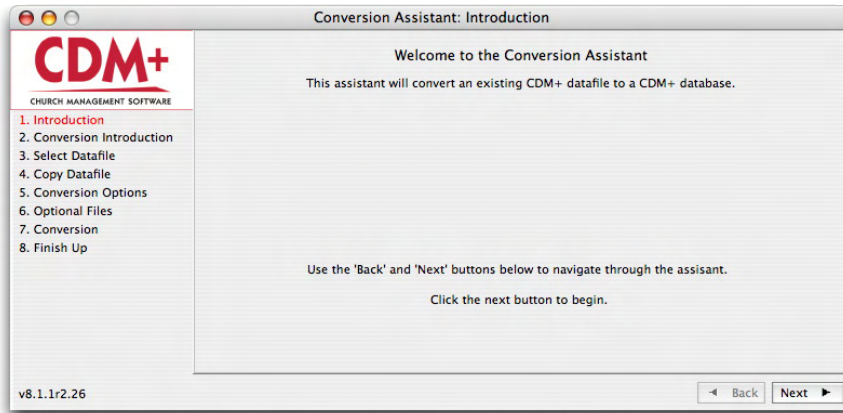 Conversion Assistant: Introduction
CDM+
CHURCH MANAGEMENT SOFTWARE
1. Introduction
2. Conversion Introduction
3. Select Datafile
4. Copy Datafile
5. Conversion Options
6. Optional Files
7. Conversion
8. Finish Up
Welcome to the Conversion Assistant
This assistant will convert an existing CDM+ datafile to a CDM+ database.
Use the 'Back' and 'Next' buttons below to navigate through the assisant.
Click the next button to begin.
v8.1.1r2.26
Back
Next